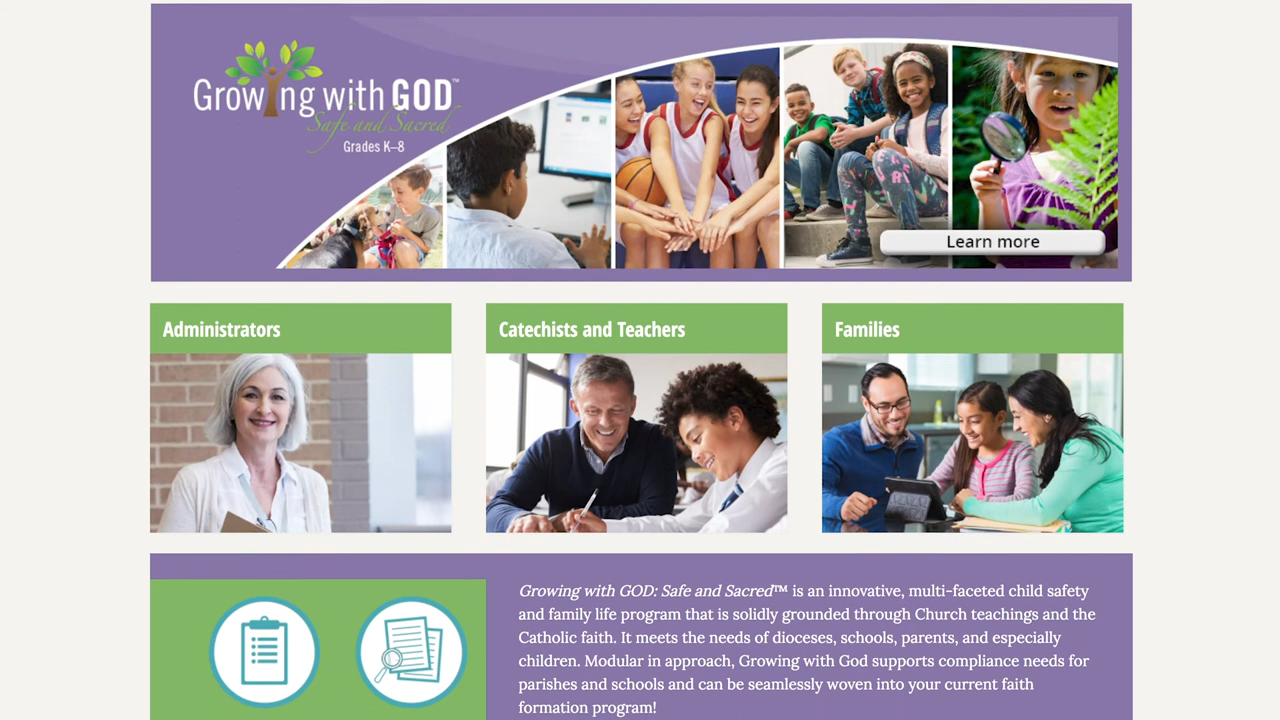 Growing with GOD™
Safe and Sacred
Grades K–8
Learn more
Administrators
Catechists and Teachers
Families
Growing with GOD: Safe and Sacred™ is an innovative, multi-faceted child safety
and family life program that is solidly grounded through Church teachings and the
Catholic faith. It meets the needs of dioceses, schools, parents, and especially
children. Modular in approach, Growing with God supports compliance needs for
parishes and schools and can be seamlessly woven into your current faith
formation program!